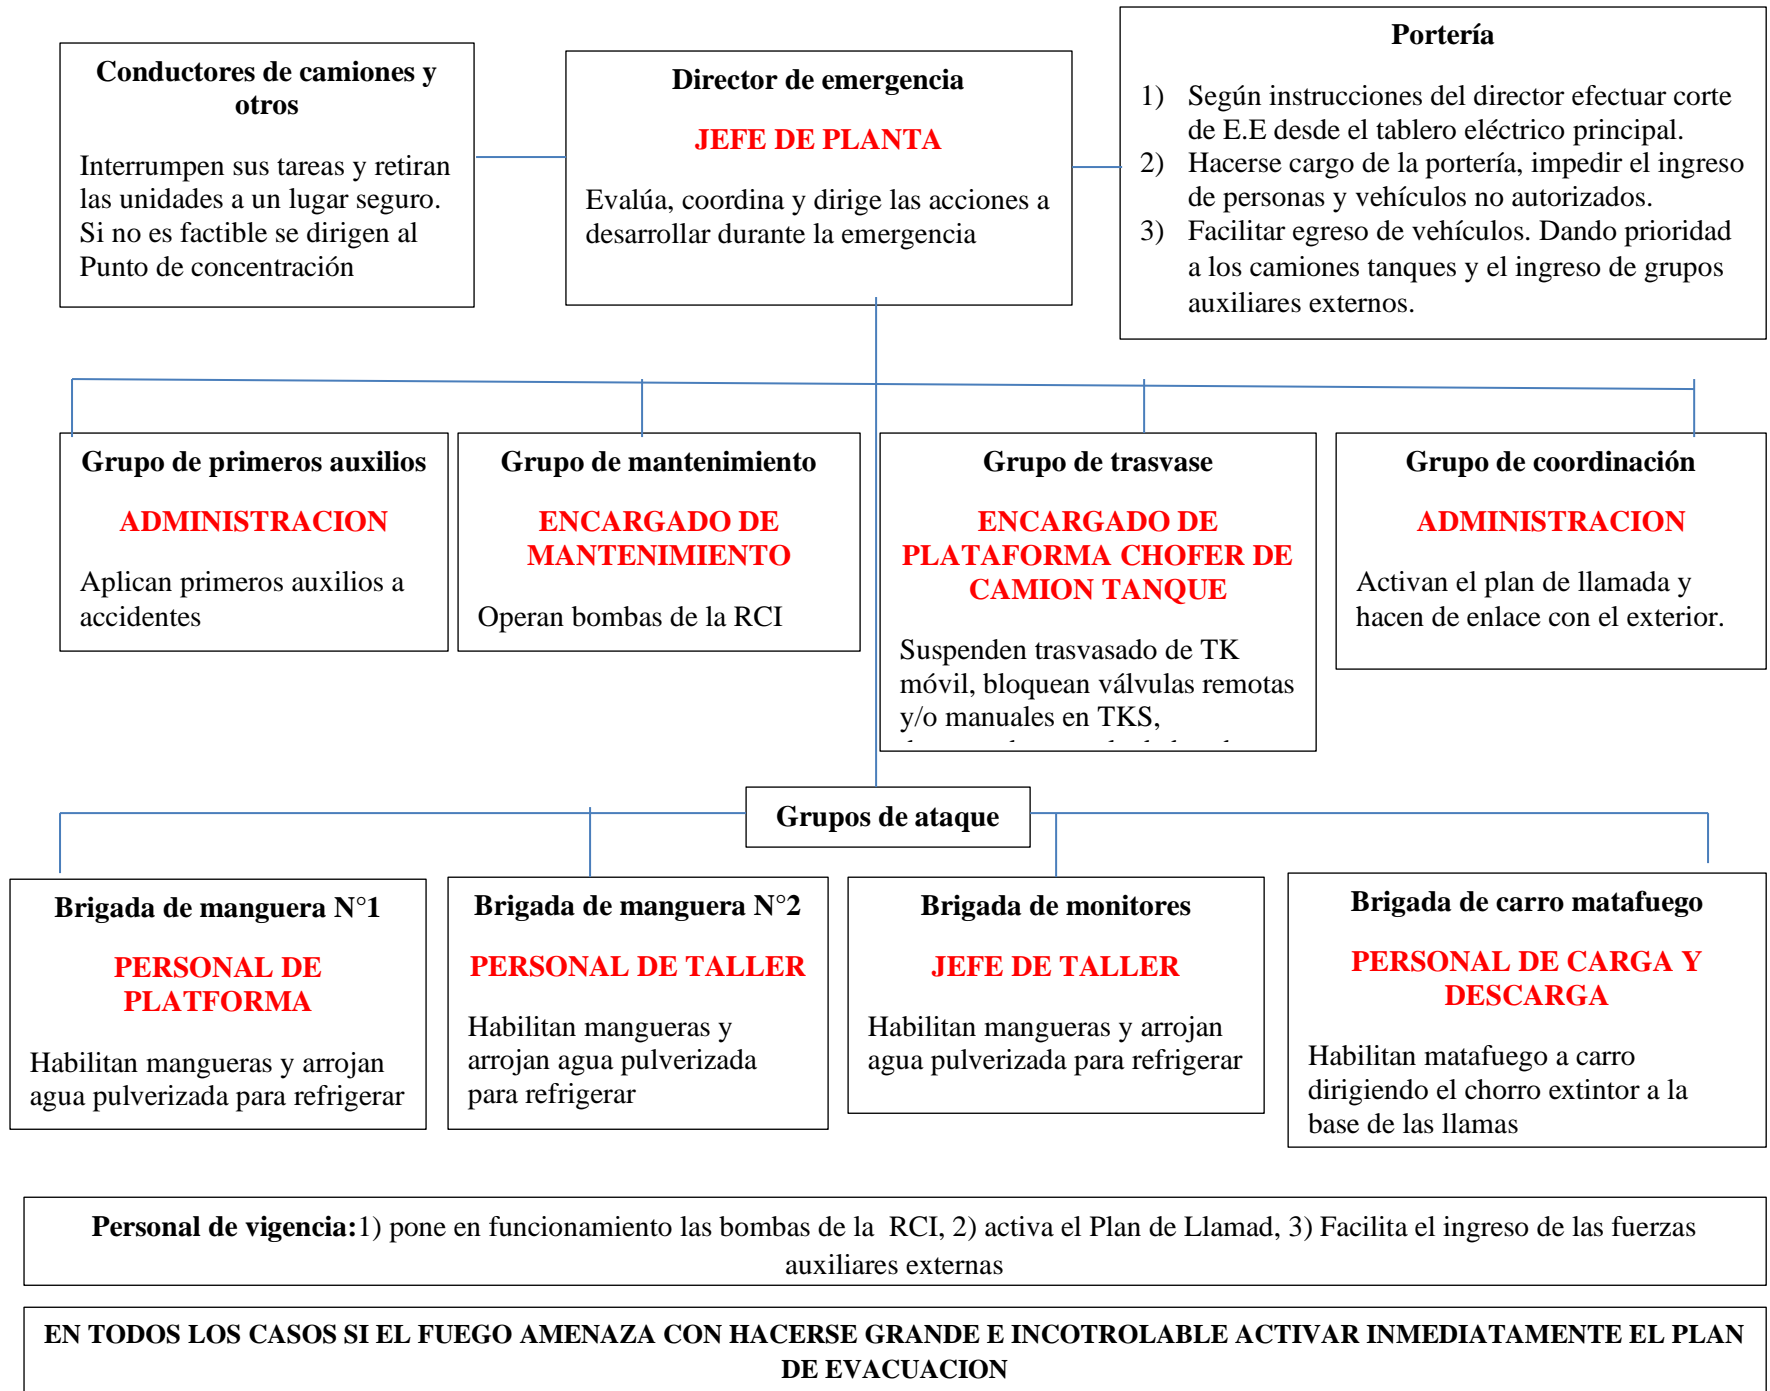 Conductores de camiones y
otros
Interrumpen sus tareas y retiran
las unidades a un lugar seguro.
Si no es factible se dirigen al
Punto de concentración
Director de emergencia
JEFE DE PLANTA
Evalúa, coordina y dirige las acciones a
desarrollar durante la emergencia
Portería
1) Según instrucciones del director efectuar corte
de E.E desde el tablero eléctrico principal.
2) Hacerse cargo de la portería, impedir el ingreso
de personas y vehículos no autorizados.
3) Facilitar egreso de vehículos. Dando prioridad
a los camiones tanques y el ingreso de grupos
auxiliares externos.
Grupo de primeros auxilios
ADMINISTRACION
Aplican primeros auxilios a
accidentes
Grupo de mantenimiento
ENCARGADO DE
MANTENIMIENTO
Operan bombas de la RCI
Grupo de trasvase
ENCARGADO DE
PLATAFORMA CHOFER DE
CAMION TANQUE
Suspenden trasvasado de TK
móvil, bloquean válvulas remotas
y/o manuales en TKS,
Grupo de coordinación
ADMINISTRACION
Activan el plan de llamada y
hacen de enlace con el exterior.
Grupos de ataque
Brigada de manguera N°1
PERSONAL DE
PLATFORMA
Habilitan mangueras y arrojan
agua pulverizada para refrigerar
Brigada de manguera N°2
PERSONAL DE TALLER
Habilitan mangueras y
arrojan agua pulverizada
para refrigerar
Brigada de monitores
JEFE DE TALLER
Habilitan mangueras y arrojan
agua pulverizada para refrigerar
Brigada de carro matafuego
PERSONAL DE CARGA Y
DESCARGA
Habilitan matafuego a carro
dirigiendo el chorro extintor a la
base de las llamas
Personal de vigencia:1) pone en funcionamiento las bombas de la RCI, 2) activa el Plan de Llamad, 3) Facilita el ingreso de las fuerzas
auxiliares externas
EN TODOS LOS CASOS SI EL FUEGO AMENAZA CON HACERSE GRANDE E INCOTROLABLE ACTIVAR INMEDIATAMENTE EL PLAN
DE EVACUACION